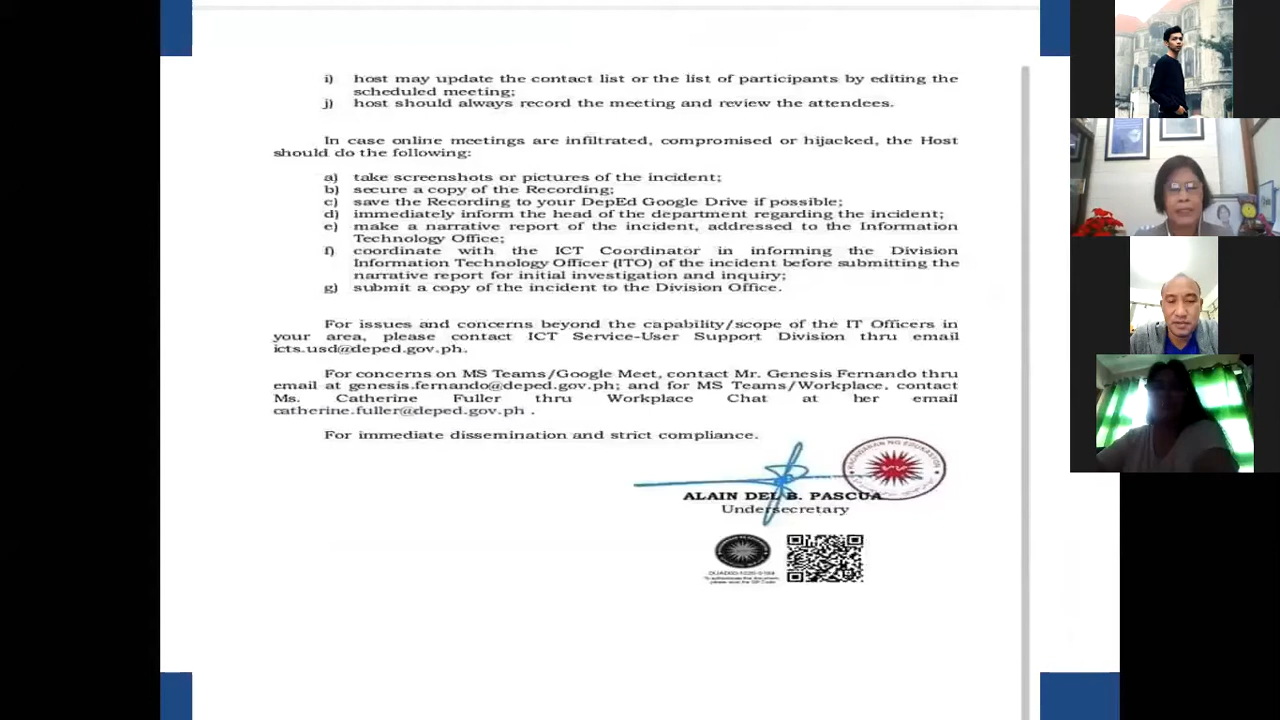 i) host may update the contact list or the list of participants by editing the
scheduled meeting;
j) host should always record the meeting and review the attendees.
In case online meetings are infiltrated, compromised or hijacked, the Host
should do the following:
a) take screenshots or pictures of the incident;
b) secure a copy of the Recording;
c) save the Recording to your DepEd Google Drive if possible;
d) immediately inform the head of the department regarding the incident;
e) make a narrative report of the incident, addressed to the Information
Technology Office;
f) coordinate with the ICT Coordinator in informing the Division
Information Technology Officer (ITO) of the incident before submitting the
narrative report for initial investigation and inquiry;
g) submit a copy of the incident to the Division Office.
For issues and concerns beyond the capability/scope of the IT Officers in
your area, please contact ICT Service-User Support Division thru email
icts.usd@deped.gov.ph.
For concerns on MS Teams/Google Meet, contact Mr. Genesis Fernando thru
email at genesis.fernando@deped.gov.ph; and for MS Teams/Workplace, contact
Ms. Catherine Fuller thru Workplace Chat at her email
catherine.fuller@deped.gov.ph .
For immediate dissemination and strict compliance.
KAGAWARAN NG EDUKASYON
ALAIN DEL B. PASCUA
Undersecretary